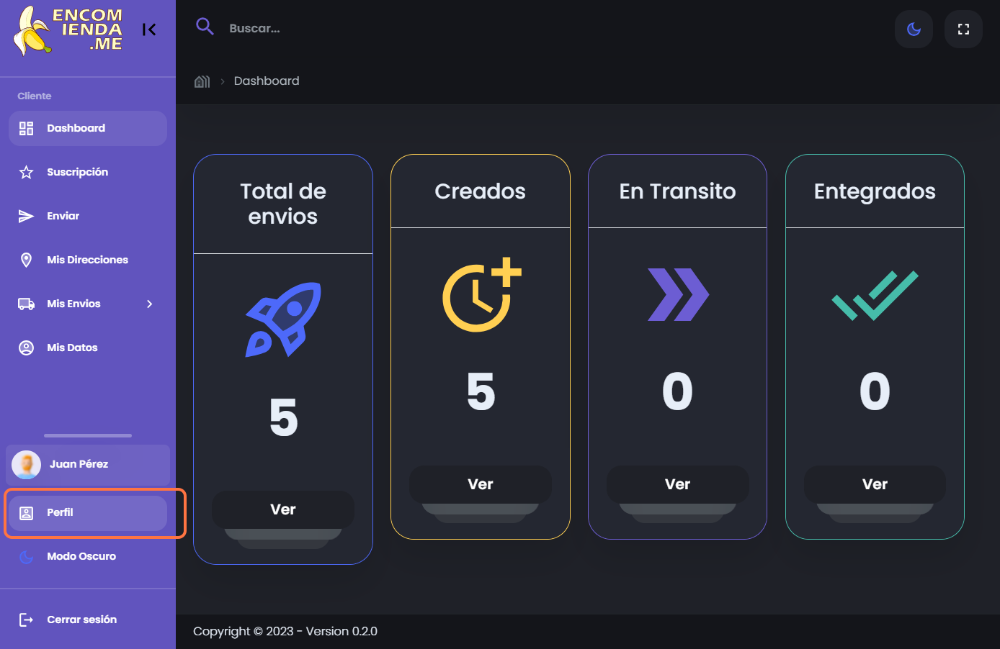 ENCOM
IENDA
.ME
Buscar...
Dashboard
Cliente
Dashboard
Suscripción
Enviar
Mis Direcciones
Mis Envios
Mis Datos
Juan Pérez
Perfil
Modo Oscuro
Cerrar sesión
Total de
envios
5
Ver
Creados
5
Ver
En Transito
0
Ver
Entegrados
0
Ver
Copyright © 2023 - Version 0.2.0